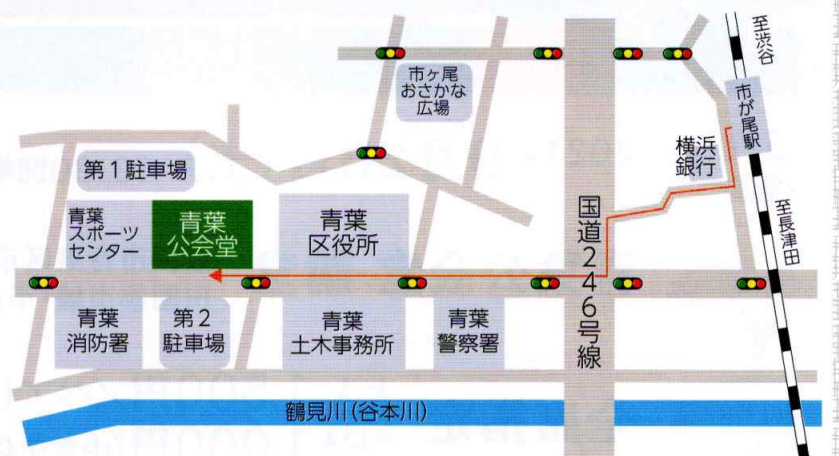 至渋谷
市が尾駅
市ヶ尾
おさかな
広場
横浜
銀行
第1駐車場
青葉
スポーツ
センター
青葉
公会堂
青葉
区役所
国道246号線
至長津田
青葉
消防署
第2
駐車場
青葉
土木事務所
青葉
警察署
鶴見川(谷本川)